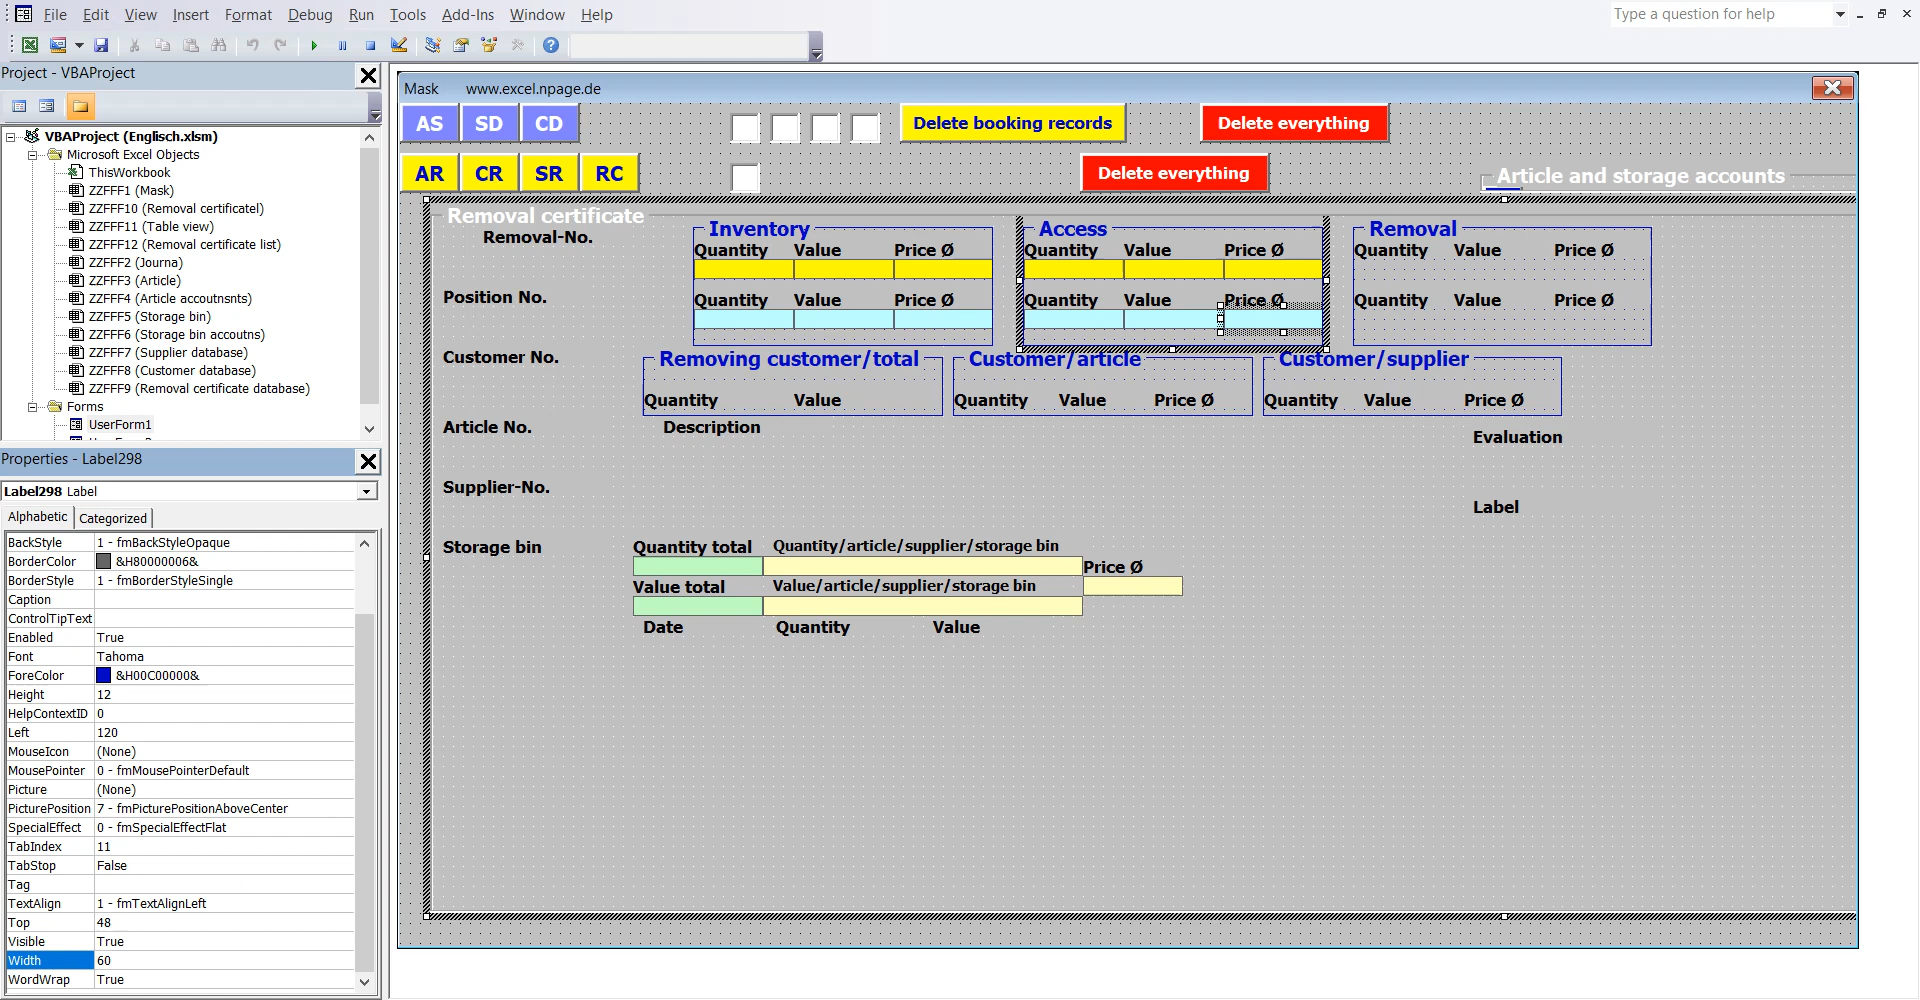 File Edit View Insert Format Debug Run Tools Add-Ins Window Help
Type a question for help
Project - VBAProject
VBAProject (Englisch.xlsm)
Microsoft Excel Objects
ThisWorkbook
ZZFFF1 (Mask)
ZZFFF10 (Removal certificatel)
ZZFFF11 (Table view)
ZZFFF12 (Removal certificate list)
ZZFFF2 (Journa)
ZZFFF3 (Article)
ZZFFF4 (Article accoutnsnts)
ZZFFF5 (Storage bin)
ZZFFF6 (Storage bin accoutns)
ZZFFF7 (Supplier database)
ZZFFF8 (Customer database)
ZZFFF9 (Removal certificate database)
Forms
UserForm1
Properties - Label298
Label298 Label
Alphabetic Categorized
BackStyle 1 - fmBackStyleOpaque
BorderColor &H80000006&
BorderStyle 1 - fmBorderStyleSingle
Caption
ControlTipText
Enabled True
Font Tahoma
ForeColor &H00C00000&
Height 12
HelpContextID 0
Left 120
MouseIcon (None)
MousePointer 0 - fmMousePointerDefault
Picture (None)
PicturePosition 7 - fmPicturePositionAboveCenter
SpecialEffect 0 - fmSpecialEffectFlat
TabIndex 11
TabStop False
Tag
TextAlign 1 - fmTextAlignLeft
Top 48
Visible True
Width 60
WordWrap True
Mask www.excel.npage.de
AS SD CD Delete booking records Delete everything
AR CR SR RC Delete everything
Article and storage accounts
Removal certificate
Removal-No.
Inventory Access Removal
Quantity Value Price Ø Quantity Value Price Ø Quantity Value Price Ø
Position No.
Quantity Value Price Ø Quantity Value Price Ø Quantity Value Price Ø
Customer No.
Removing customer/total Customer/article Customer/supplier
Quantity Value Quantity Value Price Ø Quantity Value Price Ø
Article No. Description
Evaluation
Supplier-No.
Label
Storage bin Quantity total Quantity/article/supplier/storage bin
Price Ø
Value total Value/article/supplier/storage bin
Date Quantity Value